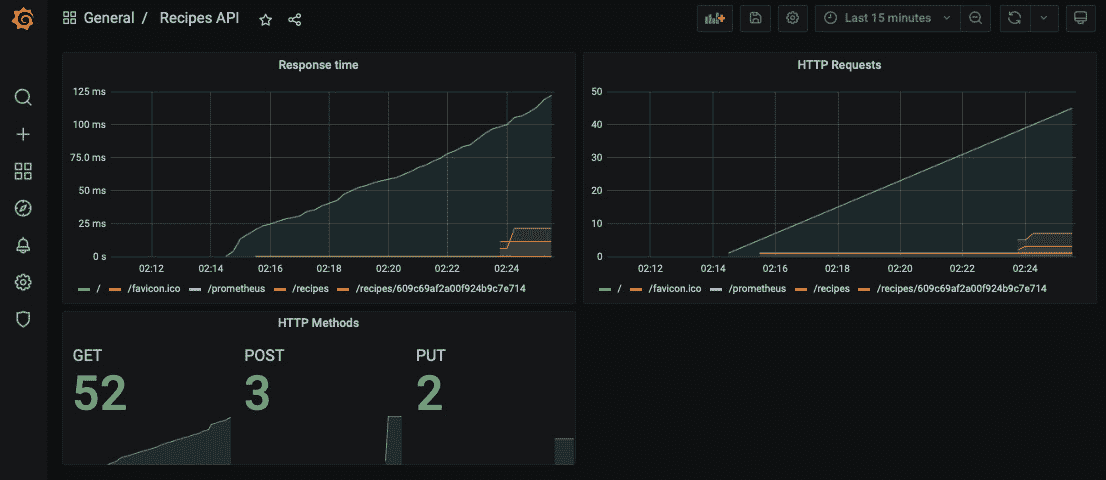 General / Recipes API
Last 15 minutes
Response time
125 ms
100 ms
75.0 ms
50 ms
25 ms
0 s
02:12 02:14 02:16 02:18 02:20 02:22 02:24
/ /favicon.ico /prometheus /recipes /recipes/609c69af2a00f924b9c7e714
HTTP Requests
50
40
30
20
10
0
02:12 02:14 02:16 02:18 02:20 02:22 02:24
/ /favicon.ico /prometheus /recipes /recipes/609c69af2a00f924b9c7e714
HTTP Methods
GET POST PUT
52 3 2